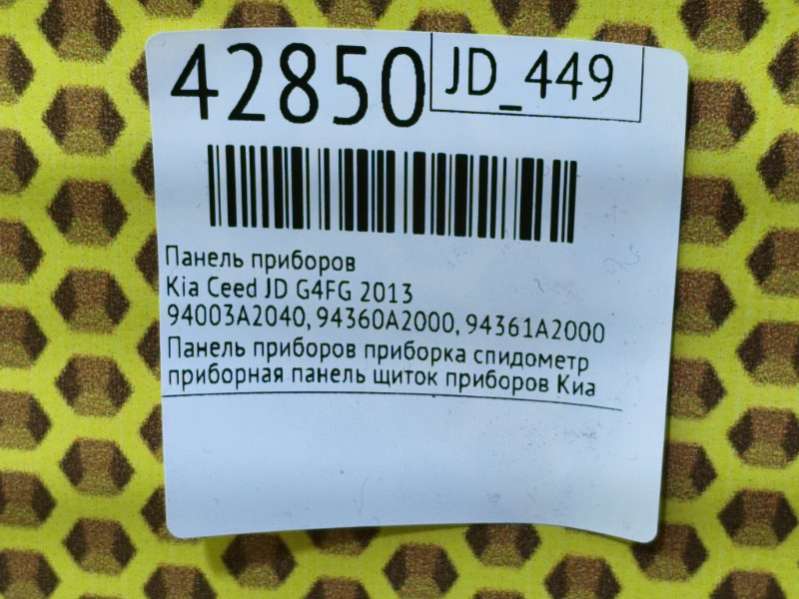 42850 JD_449
Панель приборов
Kia Ceed JD G4FG 2013
94003A2040, 94360A2000, 94361A2000
Панель приборов приборка спидометр
приборная панель щиток приборов Киа